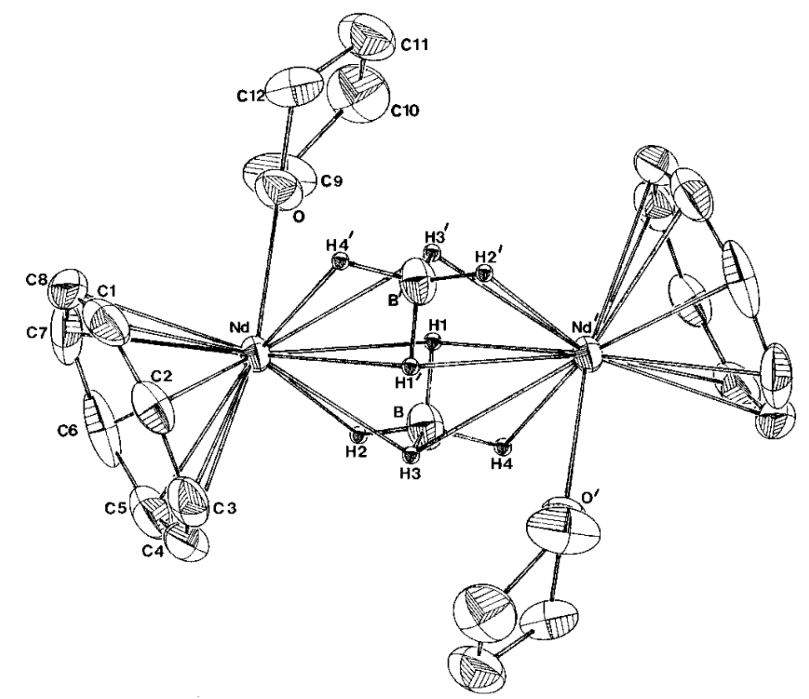 C11
C12
C10
C9
O
H4′
H3′
H2′
C8
C1
B′
Nd
H1
Nd′
C7
C2
H1′
C6
B
H2
H3
H4
C5
C3
O′
C4